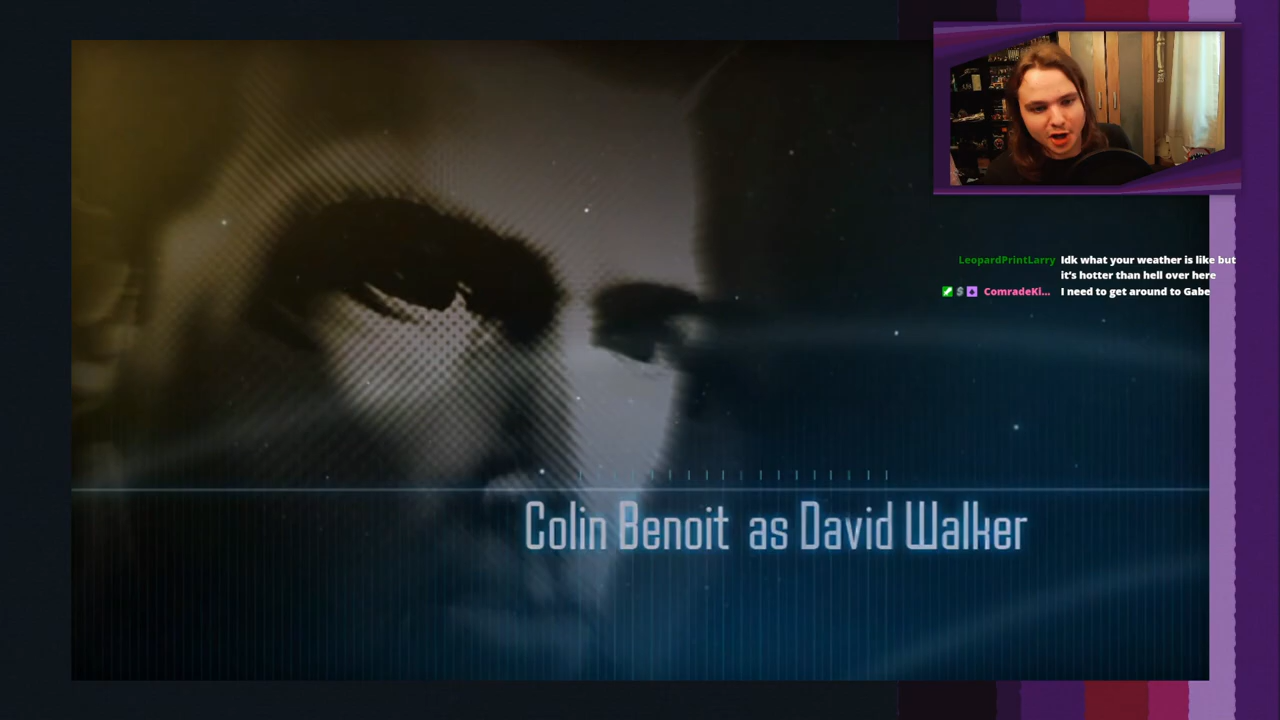 LeopardPrintLarry Idk what your weather is like but
it's hotter than hell over here
ComradeKi... I need to get around to Gabe
Colin Benoit as David Walker